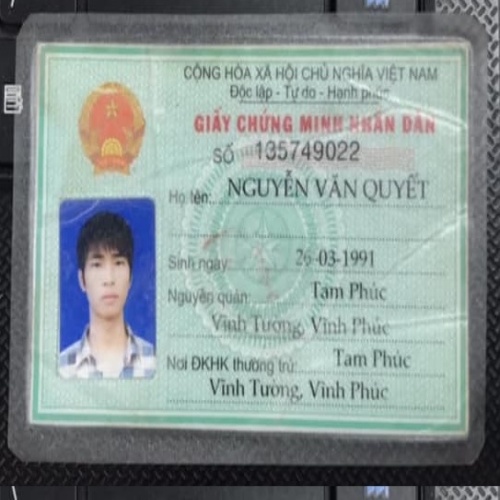 CỘNG HÒA XÃ HỘI CHỦ NGHĨA VIỆT NAM
Độc lập - Tự do - Hạnh phúc
GIẤY CHỨNG MINH NHÂN DÂN
SỐ 135749022
Họ tên: NGUYỄN VĂN QUYẾT
Sinh ngày: 26-03-1991
Nguyên quán: Tam Phúc
Vĩnh Tường, Vĩnh Phúc
Nơi ĐKHK thường trú: Tam Phúc
Vĩnh Tường, Vĩnh Phúc